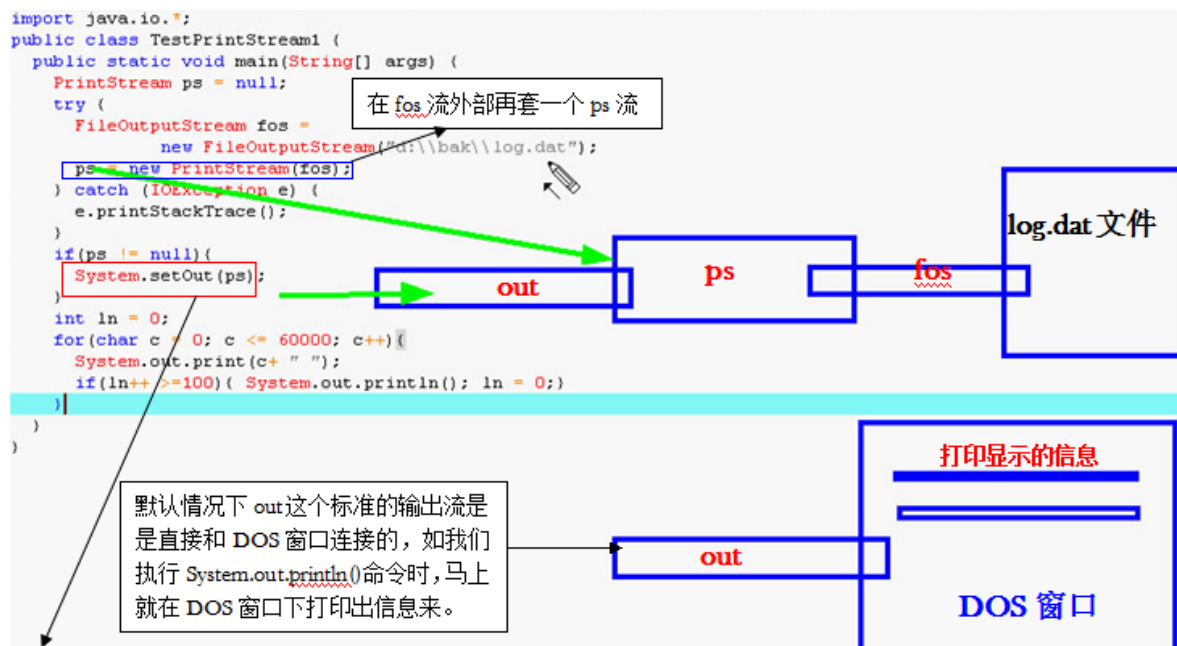 import java.io.*;
public class TestPrintStream1 {
public static void main(String[] args) {
PrintStream ps = null;
try {
FileOutputStream fos =
new FileOutputStream("d:\\bak\\log.dat");
ps = new PrintStream(fos);
} catch (IOException e) {
e.printStackTrace();
}
if(ps != null){
System.setOut(ps);
}
int ln = 0;
for(char c = 0; c <= 60000; c++){
System.out.print(c+ " ");
if(ln++ >=100){ System.out.println(); ln = 0;}
}
}
}
在 fos 流外部再套一个 ps 流
out
ps
fos
log.dat 文件
默认情况下 out 这个标准的输出流是
是直接和 DOS 窗口连接的，如我们
执行 System.out.println()命令时，马上
就在 DOS 窗口下打印出信息来。
out
打印显示的信息
DOS 窗口